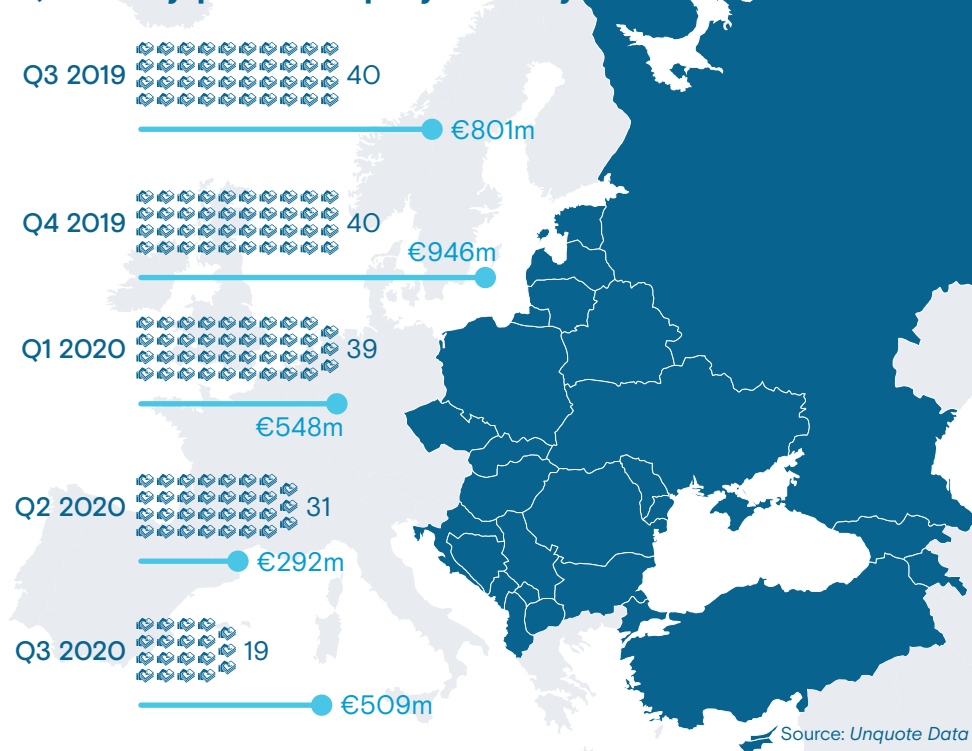 Q3 2019
40
€801m
Q4 2019
40
€946m
Q1 2020
39
€548m
Q2 2020
31
€292m
Q3 2020
19
€509m
Source: Unquote Data